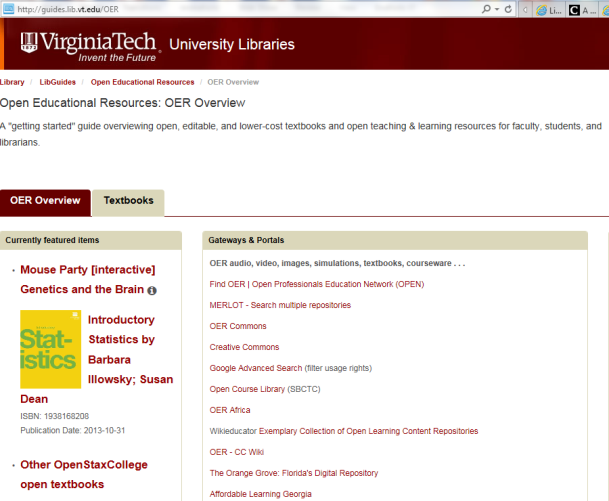 http://guides.lib.vt.edu/OER
Li...
A ...
1872
VirginiaTech
Invent the Future
University Libraries
Library / LibGuides / Open Educational Resources / OER Overview
Open Educational Resources: OER Overview
A "getting started" guide overviewing open, editable, and lower-cost textbooks and open teaching & learning resources for faculty, students, and
librarians.
OER Overview
Textbooks
Currently featured items
Mouse Party [interactive]
Genetics and the Brain
Stat-
istics
Introductory
Statistics by
Barbara
Illowsky; Susan
Dean
ISBN: 1938168208
Publication Date: 2013-10-31
Other OpenStaxCollege
open textbooks
Gateways & Portals
OER audio, video, images, simulations, textbooks, courseware . . .
Find OER | Open Professionals Education Network (OPEN)
MERLOT - Search multiple repositories
OER Commons
Creative Commons
Google Advanced Search (filter usage rights)
Open Course Library (SBCTC)
OER Africa
Wikieducator Exemplary Collection of Open Learning Content Repositories
OER - CC Wiki
The Orange Grove: Florida's Digital Repository
Affordable Learning Georgia